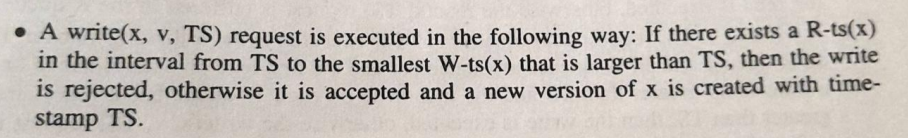 • A write(x, v, TS) request is executed in the following way: If there exists a R-ts(x)
in the interval from TS to the smallest W-ts(x) that is larger than TS, then the write
is rejected, otherwise it is accepted and a new version of x is created with time-
stamp TS.